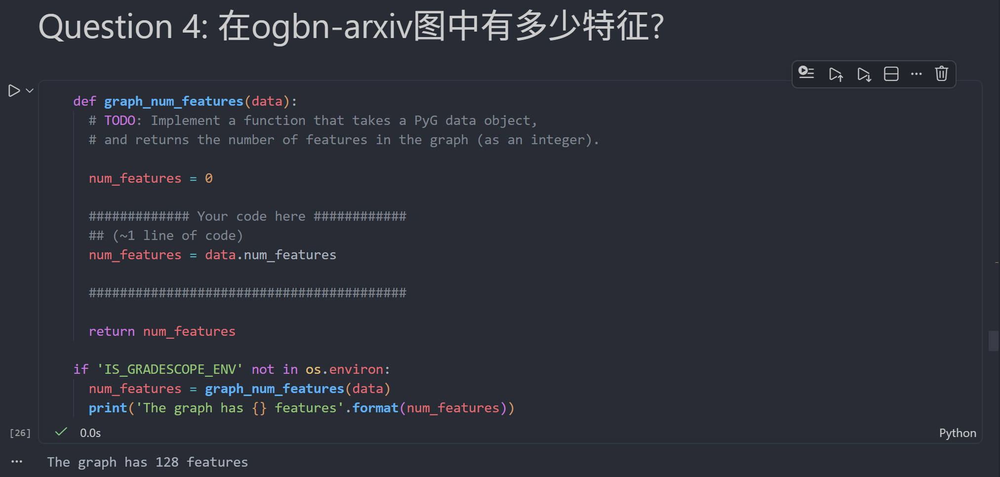 Question 4: 在ogbn-arxiv图中有多少特征?
def graph_num_features(data):
  # TODO: Implement a function that takes a PyG data object,
  # and returns the number of features in the graph (as an integer).
  num_features = 0
  ############# Your code here ############
  ## (~1 line of code)
  num_features = data.num_features
  #########################################
  return num_features
if 'IS_GRADESCOPE_ENV' not in os.environ:
  num_features = graph_num_features(data)
  print('The graph has {} features'.format(num_features))
[26] 0.0s Python
... The graph has 128 features